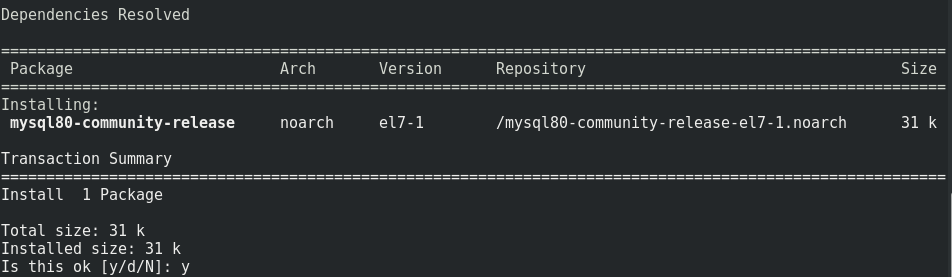 Dependencies Resolved
=========================================================================================================
Package Arch Version Repository Size
=========================================================================================================
Installing:
mysql80-community-release noarch el7-1 /mysql80-community-release-el7-1.noarch 31 k
Transaction Summary
=========================================================================================================
Install 1 Package
Total size: 31 k
Installed size: 31 k
Is this ok [y/d/N]: y